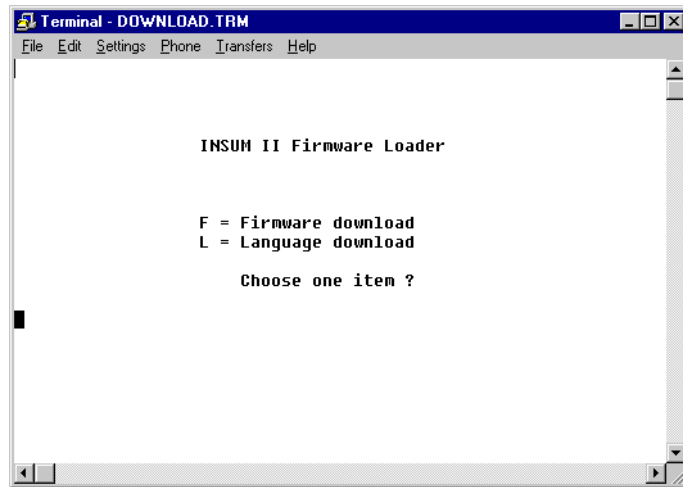 Terminal - DOWNLOAD.TRM
File Edit Settings Phone Transfers Help
INSUM II Firmware Loader
F = Firmware download
L = Language download
Choose one item ?